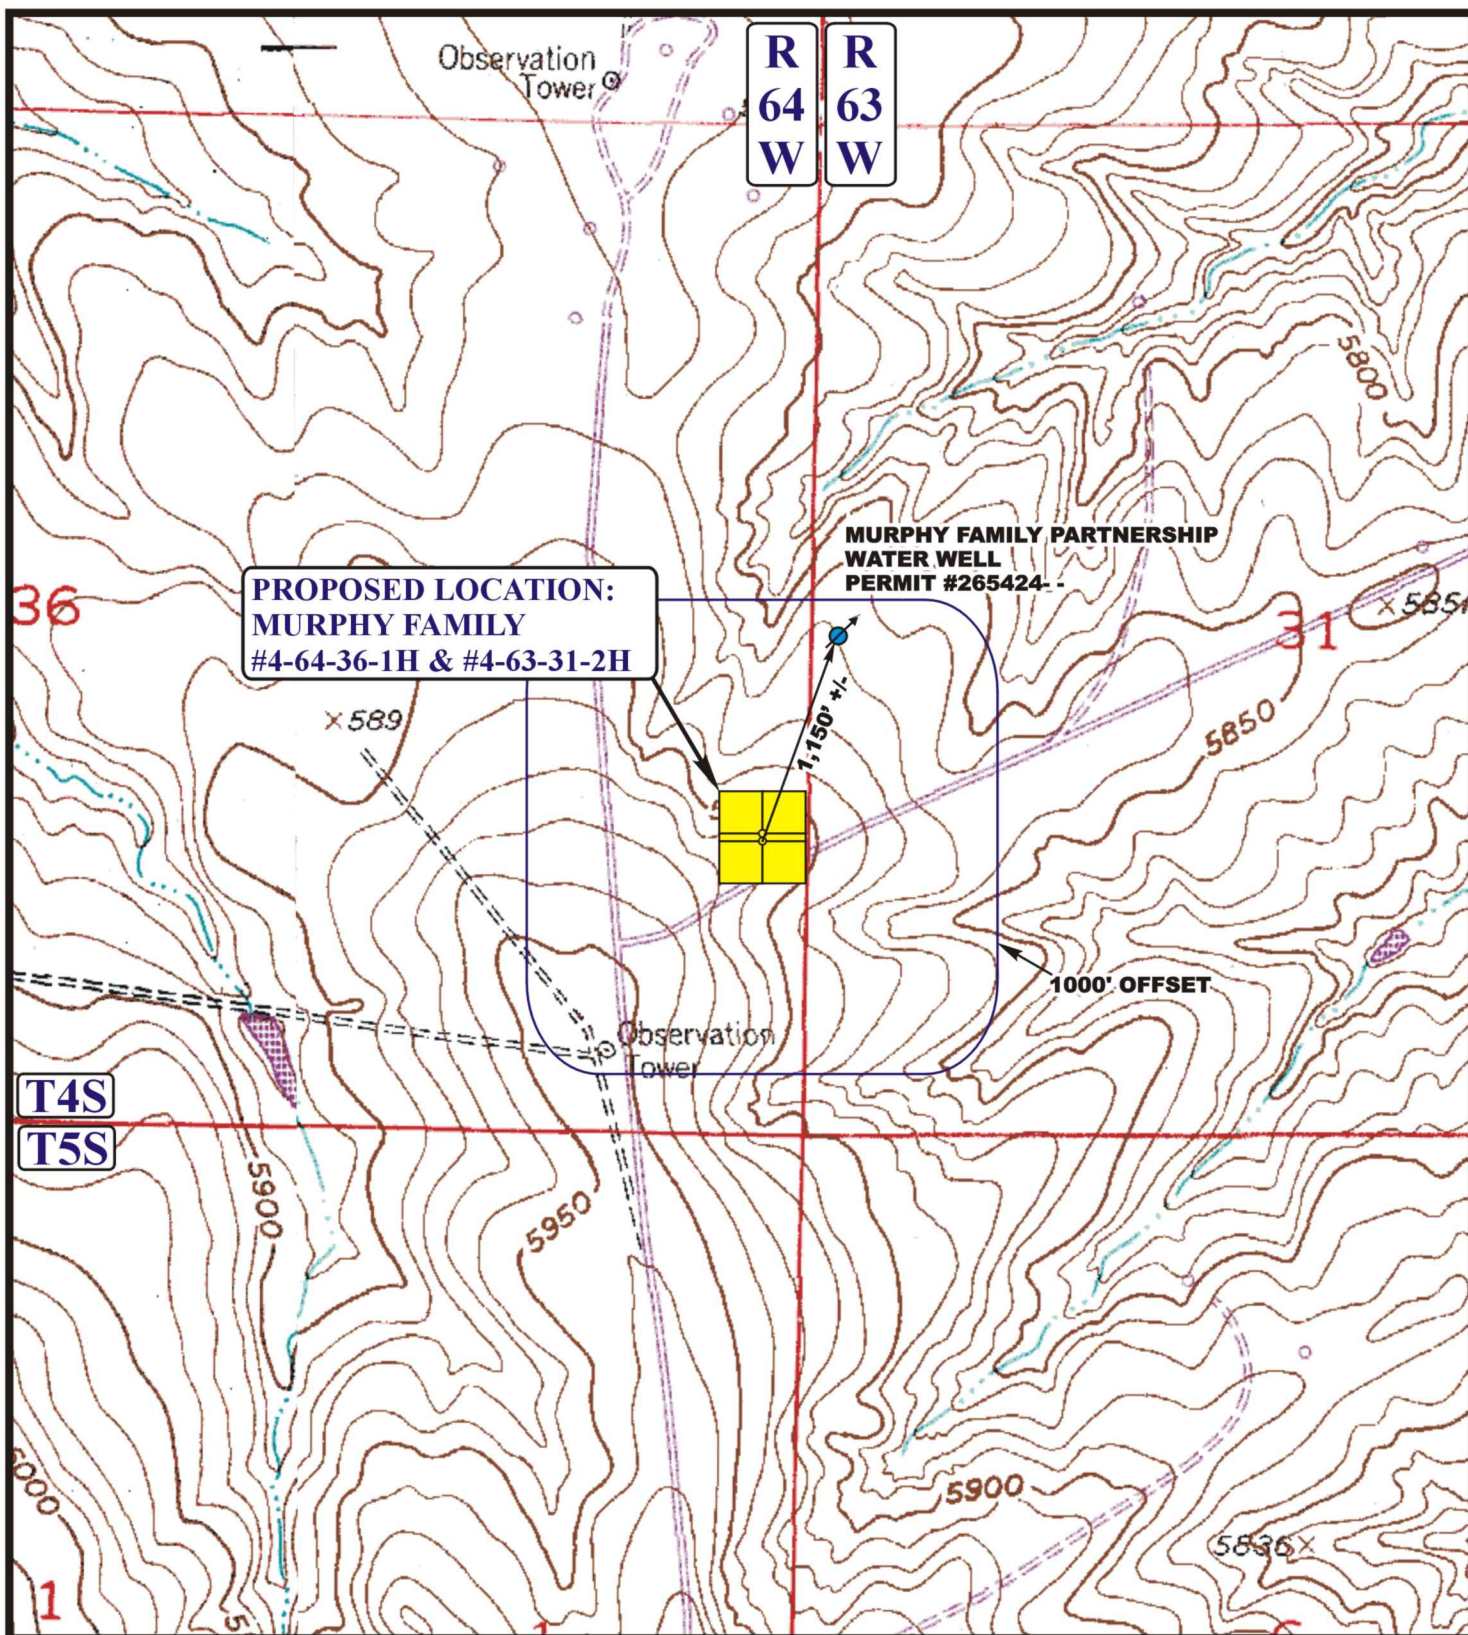 Observation
Tower
R
64
W
R
63
W
5800
MURPHY FAMILY PARTNERSHIP
WATER WELL
PERMIT #265424- -
PROPOSED LOCATION:
MURPHY FAMILY
#4-64-36-1H & #4-63-31-2H
36
31
589
5850
1,150' +/-
1000' OFFSET
Observation
Tower
T4S
T5S
5900
5950
5900
5836
1